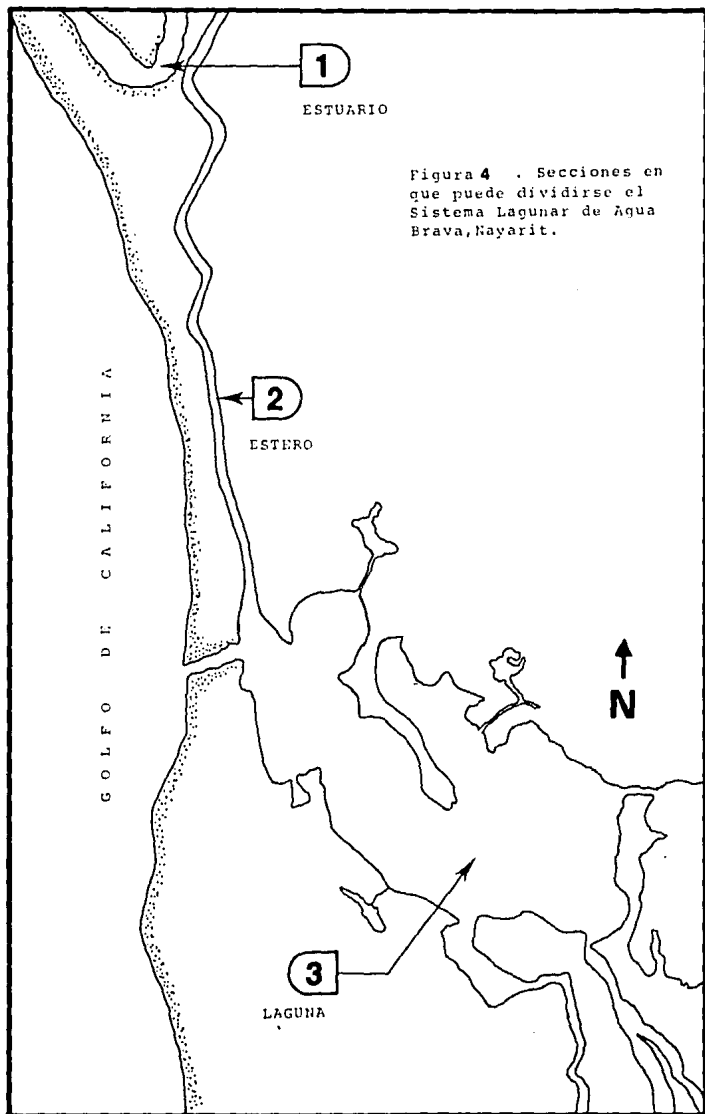 1
ESTUARIO
Figura 4 . Secciones en
que puede dividirse el
Sistema Lagunar de Agua
Brava,Nayarit.
2
ESTERO
GOLFO DE CALIFORNIA
N
3
LAGUNA